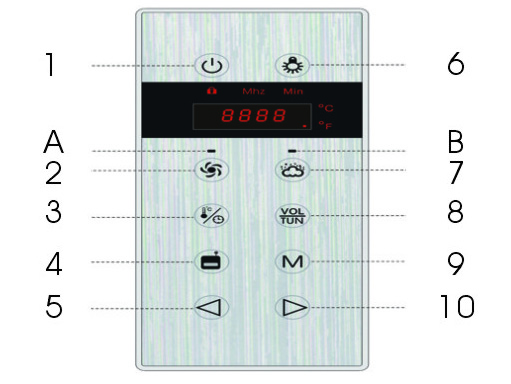 1 6
Mhz Min
8888 °C
°F
A B
2 7
3 °C VOL 8
TUN
4 M 9
5 10